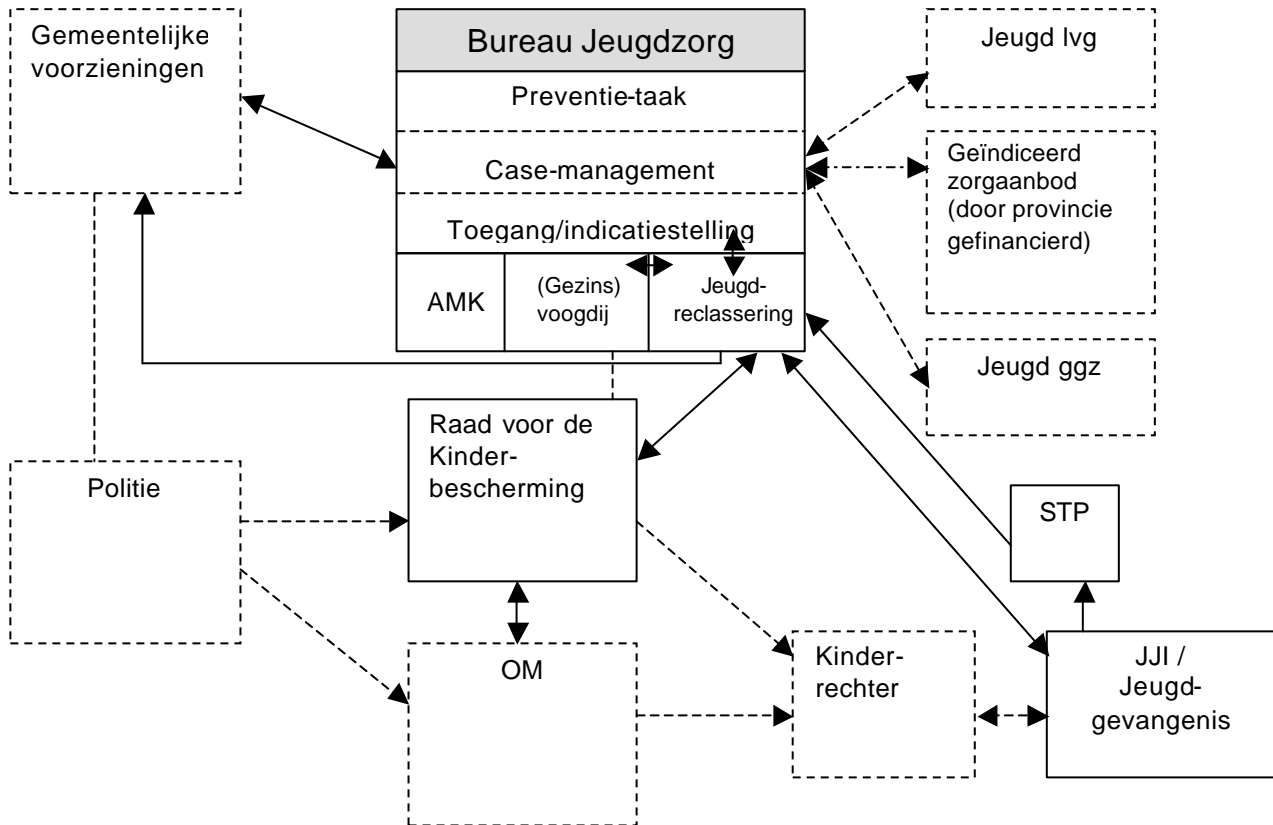 Gemeentelijke
voorzieningen
Bureau Jeugdzorg
Preventie-taak
Case-management
Toegang/indicatiestelling
AMK
(Gezins)
voogdij
Jeugd-
reclassering
Jeugd lvg
Geïndiceerd
zorgaanbod
(door provincie
gefinancierd)
Jeugd ggz
Politie
Raad voor de
Kinder-
bescherming
STP
OM
Kinder-
rechter
JJI /
Jeugd-
gevangenis